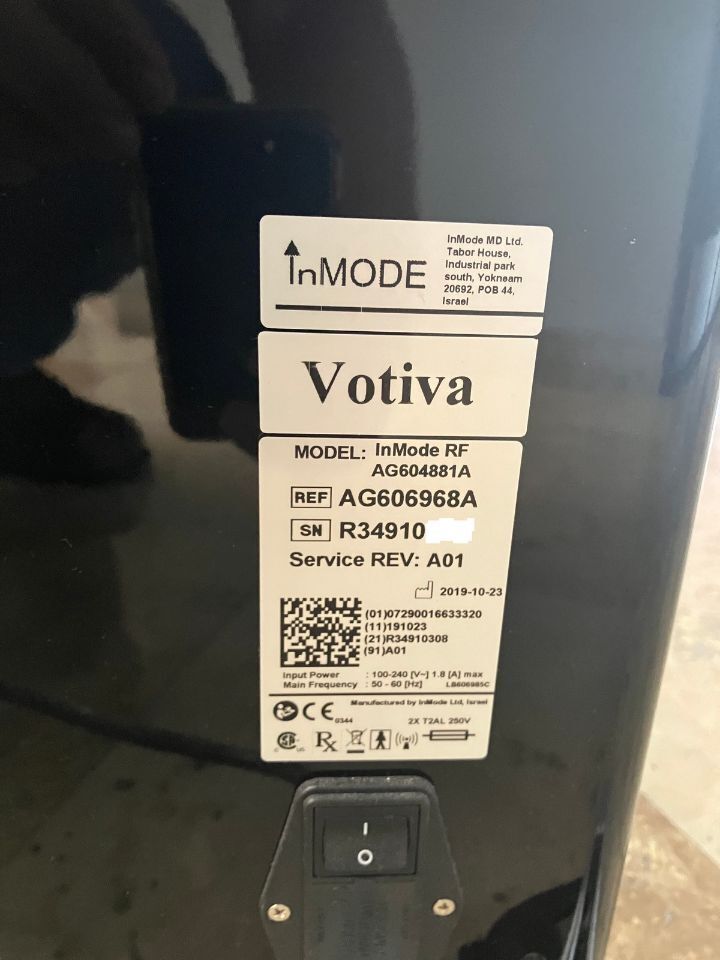 InMODE
InMode MD Ltd.
Tabor House,
Industrial park
south, Yokneam
20692, POB 44,
Israel
Votiva
MODEL: InMode RF
AG604881A
REF AG606968A
SN R34910
Service REV: A01
2019-10-23
(01)07290016633320
(11)191023
(21)R34910308
(91)A01
Input Power : 100-240 [V~] 1.8 [A] max
Main Frequency : 50 - 60 [Hz] LB606985C
Manufactured by InMode Ltd, Israel
CE 0344
2X T2AL 250V
C SA US Rx
I
O